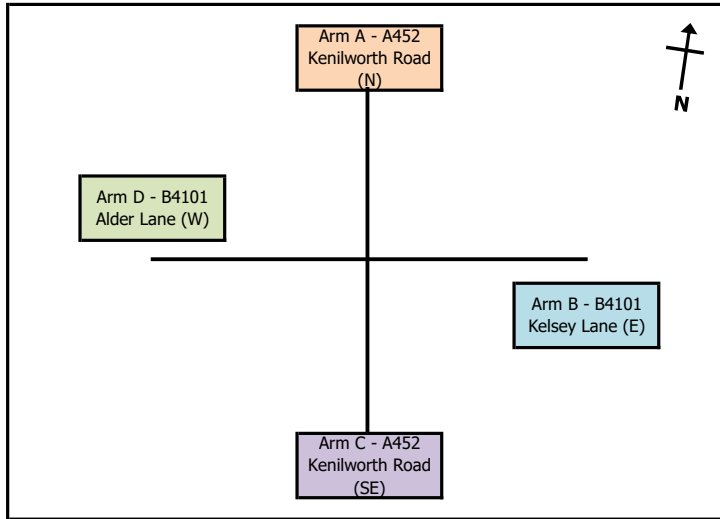 Arm A - A452
Kenilworth Road
(N)
N
Arm D - B4101
Alder Lane (W)
Arm B - B4101
Kelsey Lane (E)
Arm C - A452
Kenilworth Road
(SE)